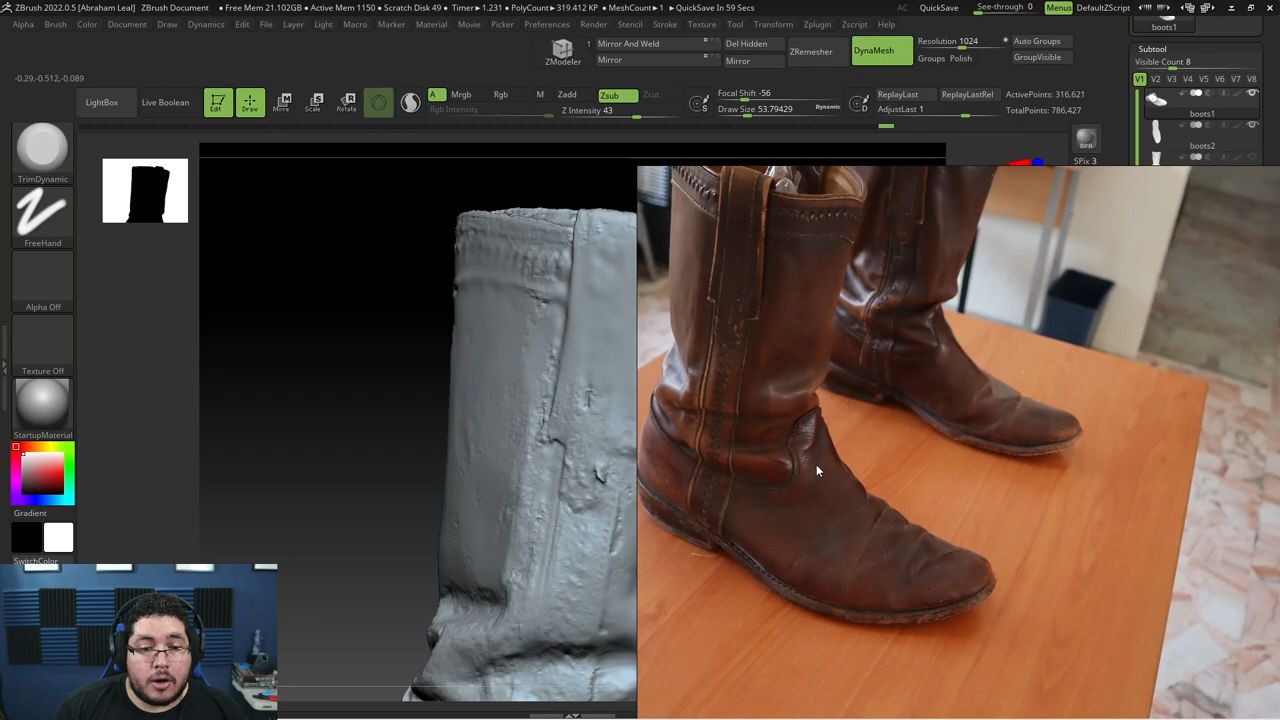 ZBrush 2022.0.5 [Abraham Leal] ZBrush Document • Free Mem 21.102GB • Active Mem 1150 • Scratch Disk 49 • Timer▸1.231 • PolyCount▸319.412 KP • MeshCount▸1 • QuickSave In 59 Secs AC QuickSave See-through 0 Menus DefaultZScript
Alpha Brush Color Document Draw Dynamics Edit File Layer Light Macro Marker Material Movie Picker Preferences Render Stencil Stroke Texture Tool Transform Zplugin Zscript Help
boots1
ZModeler
1
Mirror And Weld
Mirror
Del Hidden
Mirror
ZRemesher
DynaMesh
Resolution 1024
Groups Polish
Auto Groups
GroupVisible
Subtool
Visible Count 8
V1 V2 V3 V4 V5 V6 V7 V8
-0.29,-0.512,-0.089
LightBox
Live Boolean
Edit
Draw
Move
Scale
Rotate
A Mrgb Rgb M
Rgb Intensity
Zadd Zsub Zcut
Z Intensity 43
S
Focal Shift -56
Draw Size 53.79429 Dynamic
D
ReplayLast ReplayLastRel
AdjustLast 1
ActivePoints: 316,621
TotalPoints: 786,427
boots1
boots2
BPR
SPix 3
TrimDynamic
FreeHand
Alpha Off
Texture Off
StartupMaterial
Gradient
SwitchColor